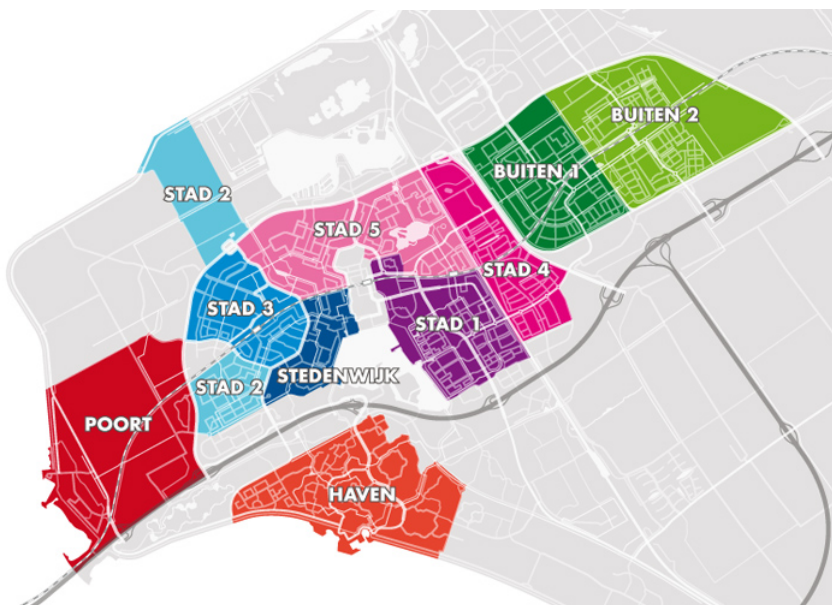 BUITEN 2
BUITEN 1
STAD 2
STAD 5
STAD 4
STAD 3
STAD 1
STEDENWIJK
STAD 2
POORT
HAVEN